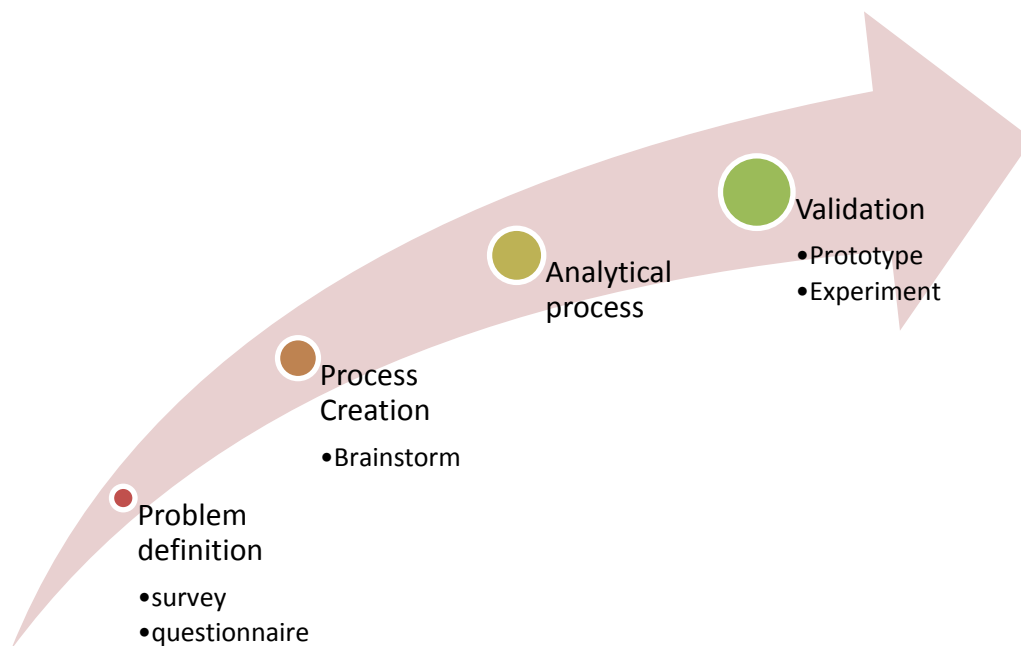 Problem
definition
•survey
•questionnaire
Process
Creation
•Brainstorm
Analytical
process
Validation
•Prototype
•Experiment